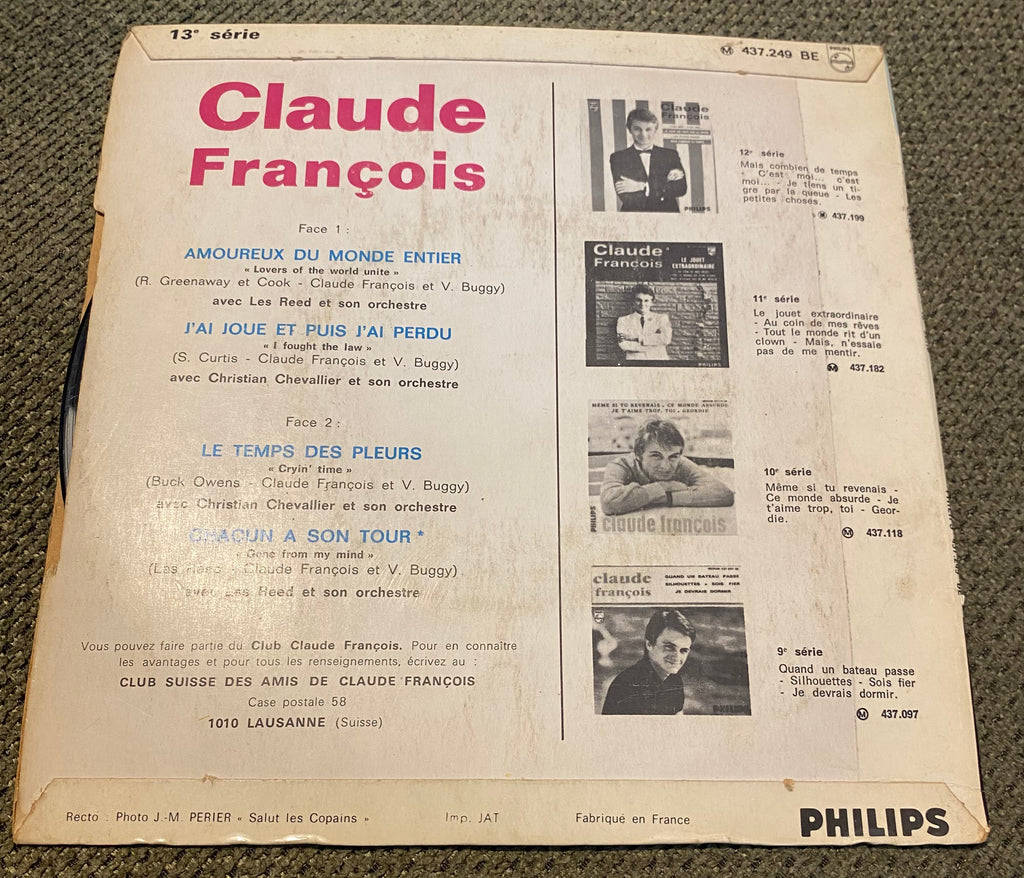 13e série
M 437.249 BE
PHILIPS
Claude
François
Face 1 :
AMOUREUX DU MONDE ENTIER
« Lovers of the world unite »
(R. Greenaway et Cook - Claude François et V. Buggy)
avec Les Reed et son orchestre
J'AI JOUE ET PUIS J'AI PERDU
« I fought the law »
(S. Curtis - Claude François et V. Buggy)
avec Christian Chevallier et son orchestre
Face 2 :
LE TEMPS DES PLEURS
« Cryin' time »
(Buck Owens - Claude François et V. Buggy)
avec Christian Chevallier et son orchestre
CHACUN A SON TOUR *
« Gone from my mind »
(Les Reed - Claude François et V. Buggy)
avec Les Reed et son orchestre
Vous pouvez faire partie du Club Claude François. Pour en connaître
les avantages et pour tous les renseignements, écrivez au :
CLUB SUISSE DES AMIS DE CLAUDE FRANÇOIS
Case postale 58
1010 LAUSANNE (Suisse)
Claude
François
PHILIPS
12e série
Mais combien de temps
- C'est moi... c'est
moi... - Je tiens un ti-
gre par la queue - Les
petites choses.
M 437.199
Claude
François
LE JOUET
EXTRAORDINAIRE
PHILIPS
11e série
Le jouet extraordinaire
- Au coin de mes rêves
- Tout le monde rit d'un
clown - Mais, n'essaie
pas de me mentir.
M 437.182
MEME SI TU REVENAIS . CE MONDE ABSURDE
JE T'AIME TROP, TOI . GEORDIE
PHILIPS
claude françois
10e série
Même si tu revenais -
Ce monde absurde - Je
t'aime trop, toi - Geor-
die.
M 437.118
claude
françois
QUAND UN BATEAU PASSE
SILHOUETTES • SOIS FIER
JE DEVRAIS DORMIR
PHILIPS
9e série
Quand un bateau passe
- Silhouettes - Sois fier
- Je devrais dormir.
M 437.097
Recto : Photo J.-M. PERIER « Salut les Copains »
Imp. JAT
Fabriqué en France
PHILIPS